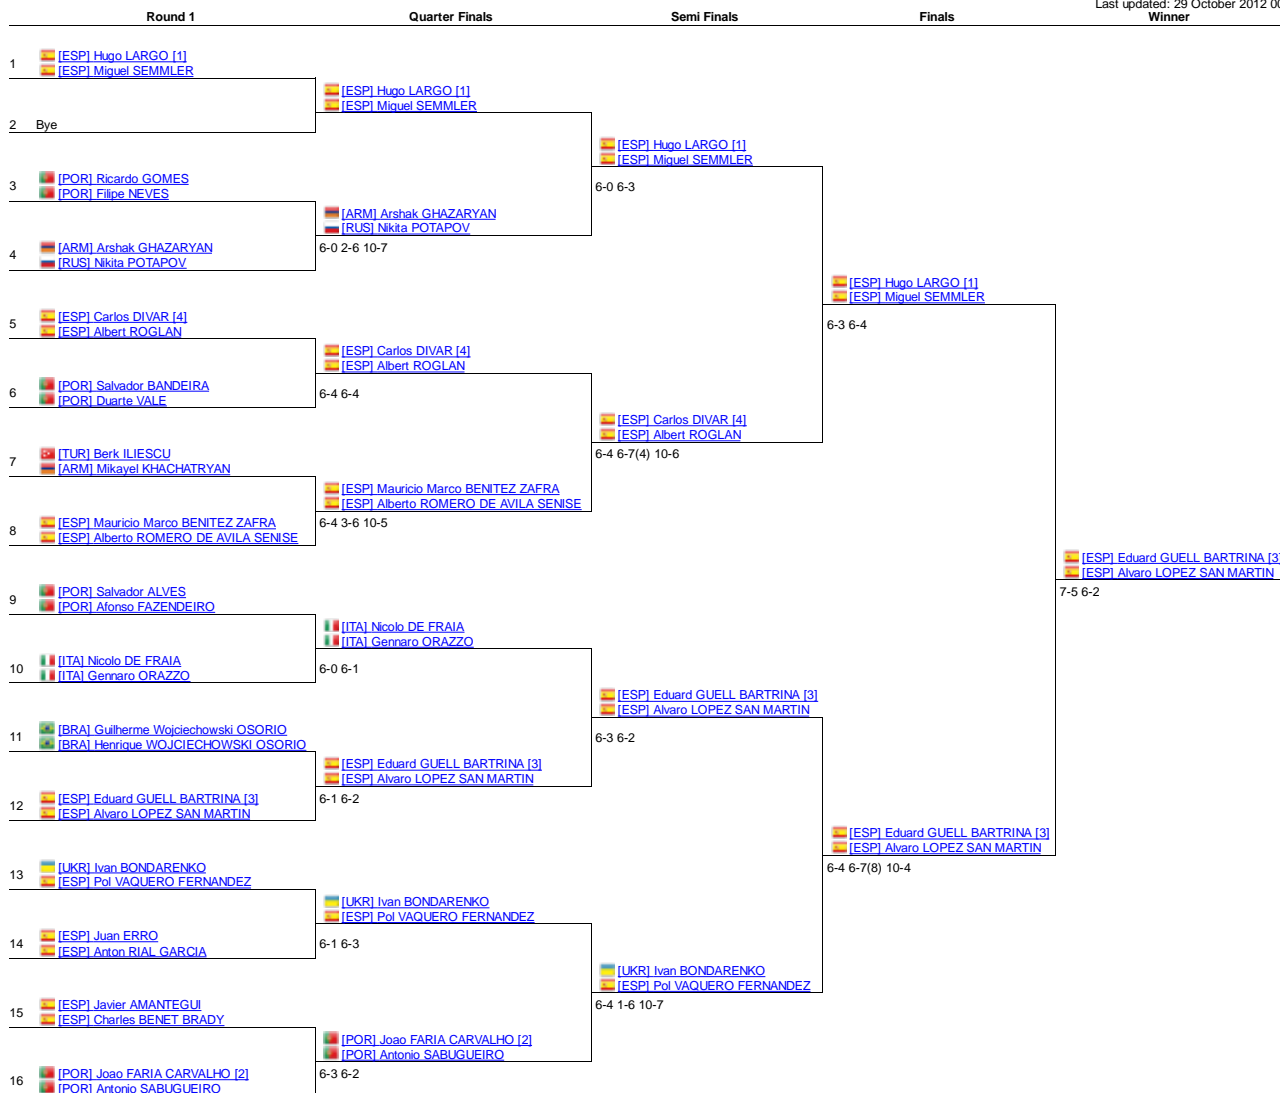 Last updated: 29 October 2012 00
Round 1
Quarter Finals
Semi Finals
Finals
Winner
1
[ESP] Hugo LARGO [1]
[ESP] Miguel SEMMLER
2 Bye
3
[POR] Ricardo GOMES
[POR] Filipe NEVES
4
[ARM] Arshak GHAZARYAN
[RUS] Nikita POTAPOV
5
[ESP] Carlos DIVAR [4]
[ESP] Albert ROGLAN
6
[POR] Salvador BANDEIRA
[POR] Duarte VALE
7
[TUR] Berk ILIESCU
[ARM] Mikayel KHACHATRYAN
8
[ESP] Mauricio Marco BENITEZ ZAFRA
[ESP] Alberto ROMERO DE AVILA SENISE
9
[POR] Salvador ALVES
[POR] Afonso FAZENDEIRO
10
[ITA] Nicolo DE FRAIA
[ITA] Gennaro ORAZZO
11
[BRA] Guilherme Wojciechowski OSORIO
[BRA] Henrique WOJCIECHOWSKI OSORIO
12
[ESP] Eduard GUELL BARTRINA [3]
[ESP] Alvaro LOPEZ SAN MARTIN
13
[UKR] Ivan BONDARENKO
[ESP] Pol VAQUERO FERNANDEZ
14
[ESP] Juan ERRO
[ESP] Anton RIAL GARCIA
15
[ESP] Javier AMANTEGUI
[ESP] Charles BENET BRADY
16
[POR] Joao FARIA CARVALHO [2]
[POR] Antonio SABUGUEIRO
[ESP] Hugo LARGO [1]
[ESP] Miguel SEMMLER
[ARM] Arshak GHAZARYAN
[RUS] Nikita POTAPOV
6-0 2-6 10-7
[ESP] Carlos DIVAR [4]
[ESP] Albert ROGLAN
6-4 6-4
[ESP] Mauricio Marco BENITEZ ZAFRA
[ESP] Alberto ROMERO DE AVILA SENISE
6-4 3-6 10-5
[ITA] Nicolo DE FRAIA
[ITA] Gennaro ORAZZO
6-0 6-1
[ESP] Eduard GUELL BARTRINA [3]
[ESP] Alvaro LOPEZ SAN MARTIN
6-1 6-2
[UKR] Ivan BONDARENKO
[ESP] Pol VAQUERO FERNANDEZ
6-1 6-3
[POR] Joao FARIA CARVALHO [2]
[POR] Antonio SABUGUEIRO
6-3 6-2
[ESP] Hugo LARGO [1]
[ESP] Miguel SEMMLER
6-0 6-3
[ESP] Carlos DIVAR [4]
[ESP] Albert ROGLAN
6-4 6-7(4) 10-6
[ESP] Eduard GUELL BARTRINA [3]
[ESP] Alvaro LOPEZ SAN MARTIN
6-3 6-2
[UKR] Ivan BONDARENKO
[ESP] Pol VAQUERO FERNANDEZ
6-4 1-6 10-7
[ESP] Hugo LARGO [1]
[ESP] Miguel SEMMLER
6-3 6-4
[ESP] Eduard GUELL BARTRINA [3]
[ESP] Alvaro LOPEZ SAN MARTIN
6-4 6-7(8) 10-4
[ESP] Eduard GUELL BARTRINA [3]
[ESP] Alvaro LOPEZ SAN MARTIN
7-5 6-2